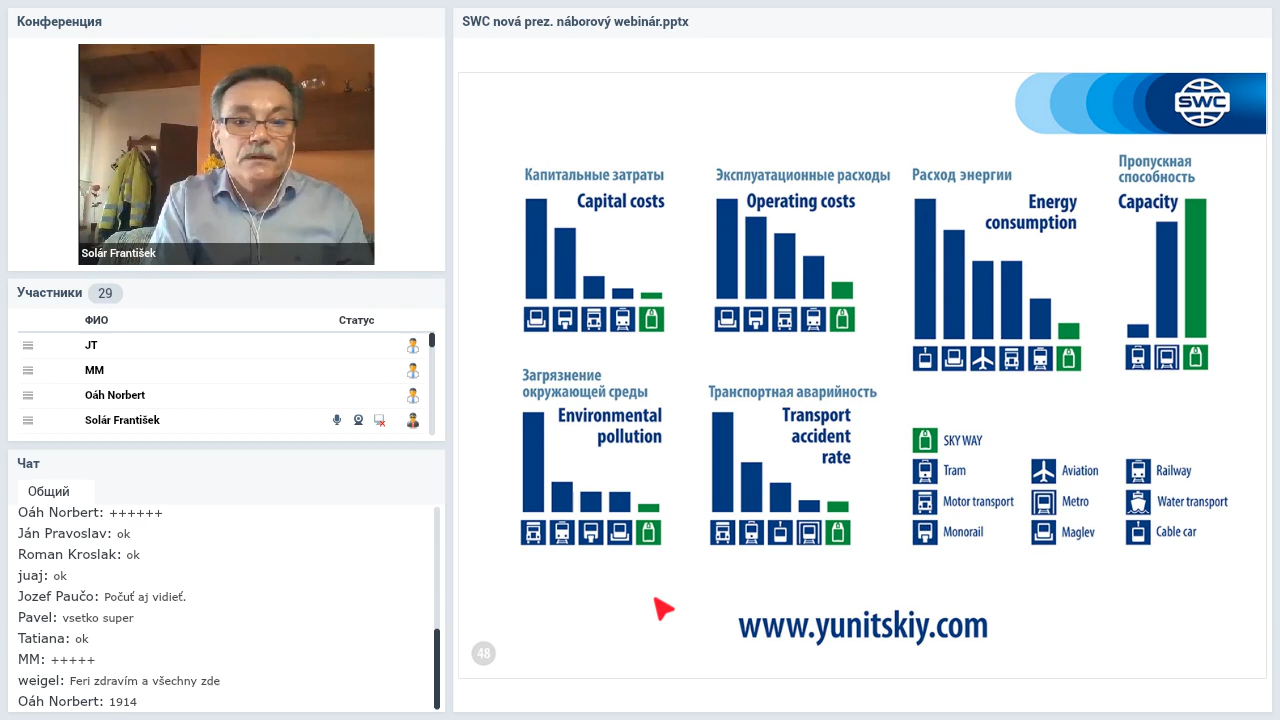 Конференция
Solár František
Участники 29
ФИО Статус
JT
MM
Oáh Norbert
Solár František
Чат
Общий
Oáh Norbert: ++++++
Ján Pravoslav: ok
Roman Kroslak: ok
juaj: ok
Jozef Paučo: Počuť aj vidieť.
Pavel: vsetko super
Tatiana: ok
MM: +++++
weigel: Feri zdravím a všechny zde
Oáh Norbert: 1914
SWC nová prez. náborový webinár.pptx
SWC
Капитальные затраты
Capital costs
Эксплуатационные расходы
Operating costs
Расход энергии
Energy
consumption
Пропускная
способность
Capacity
Загрязнение
окружающей среды
Environmental
pollution
Транспортная аварийность
Transport
accident
rate
SKY WAY
Tram
Aviation
Railway
Motor transport
Metro
Water transport
Monorail
Maglev
Cable car
www.yunitskiy.com
48